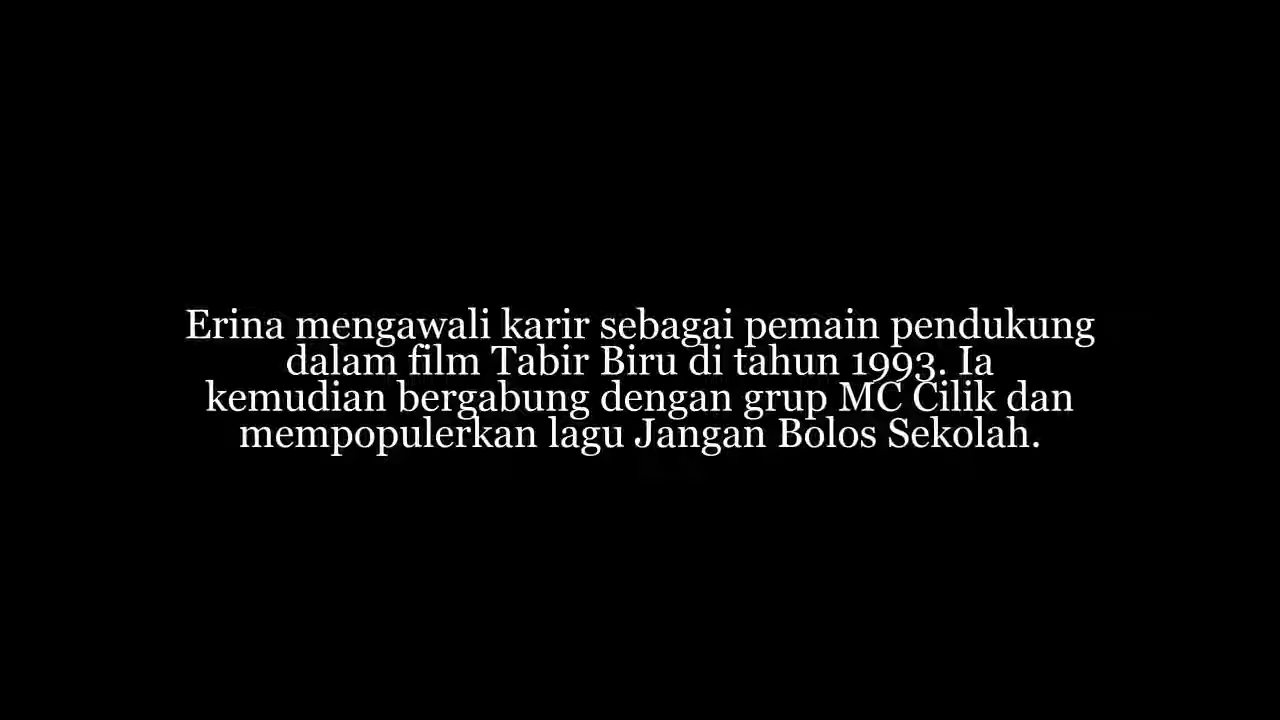 Erina mengawali karir sebagai pemain pendukung
dalam film Tabir Biru di tahun 1993. Ia
kemudian bergabung dengan grup MC Cilik dan
mempopulerkan lagu Jangan Bolos Sekolah.